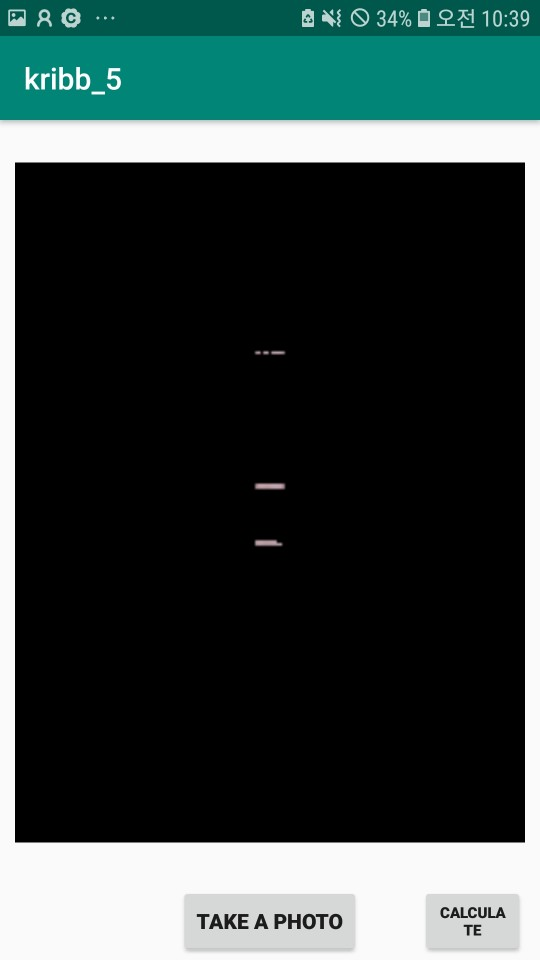 34% 오전 10:39
kribb_5
TAKE A PHOTO
CALCULA
TE